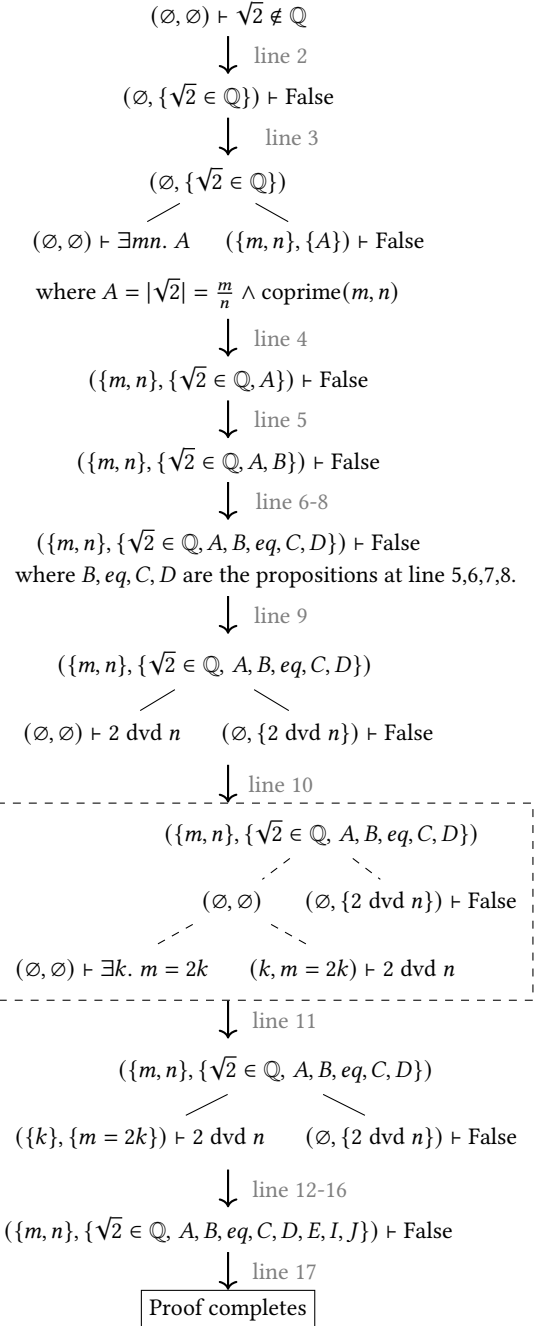 (∅, ∅) ⊢ √2 ∉ ℚ
line 2
(∅, {√2 ∈ ℚ}) ⊢ False
line 3
(∅, {√2 ∈ ℚ})
(∅, ∅) ⊢ ∃mn. A    ({m, n}, {A}) ⊢ False
where A = |√2| = m/n ∧ coprime(m, n)
line 4
({m, n}, {√2 ∈ ℚ, A}) ⊢ False
line 5
({m, n}, {√2 ∈ ℚ, A, B}) ⊢ False
line 6-8
({m, n}, {√2 ∈ ℚ, A, B, eq, C, D}) ⊢ False
where B, eq, C, D are the propositions at line 5,6,7,8.
line 9
({m, n}, {√2 ∈ ℚ, A, B, eq, C, D})
(∅, ∅) ⊢ 2 dvd n    (∅, {2 dvd n}) ⊢ False
line 10
({m, n}, {√2 ∈ ℚ, A, B, eq, C, D})
(∅, ∅)    (∅, {2 dvd n}) ⊢ False
(∅, ∅) ⊢ ∃k. m = 2k    (k, m = 2k) ⊢ 2 dvd n
line 11
({m, n}, {√2 ∈ ℚ, A, B, eq, C, D})
({k}, {m = 2k}) ⊢ 2 dvd n    (∅, {2 dvd n}) ⊢ False
line 12-16
({m, n}, {√2 ∈ ℚ, A, B, eq, C, D, E, I, J}) ⊢ False
line 17
Proof completes